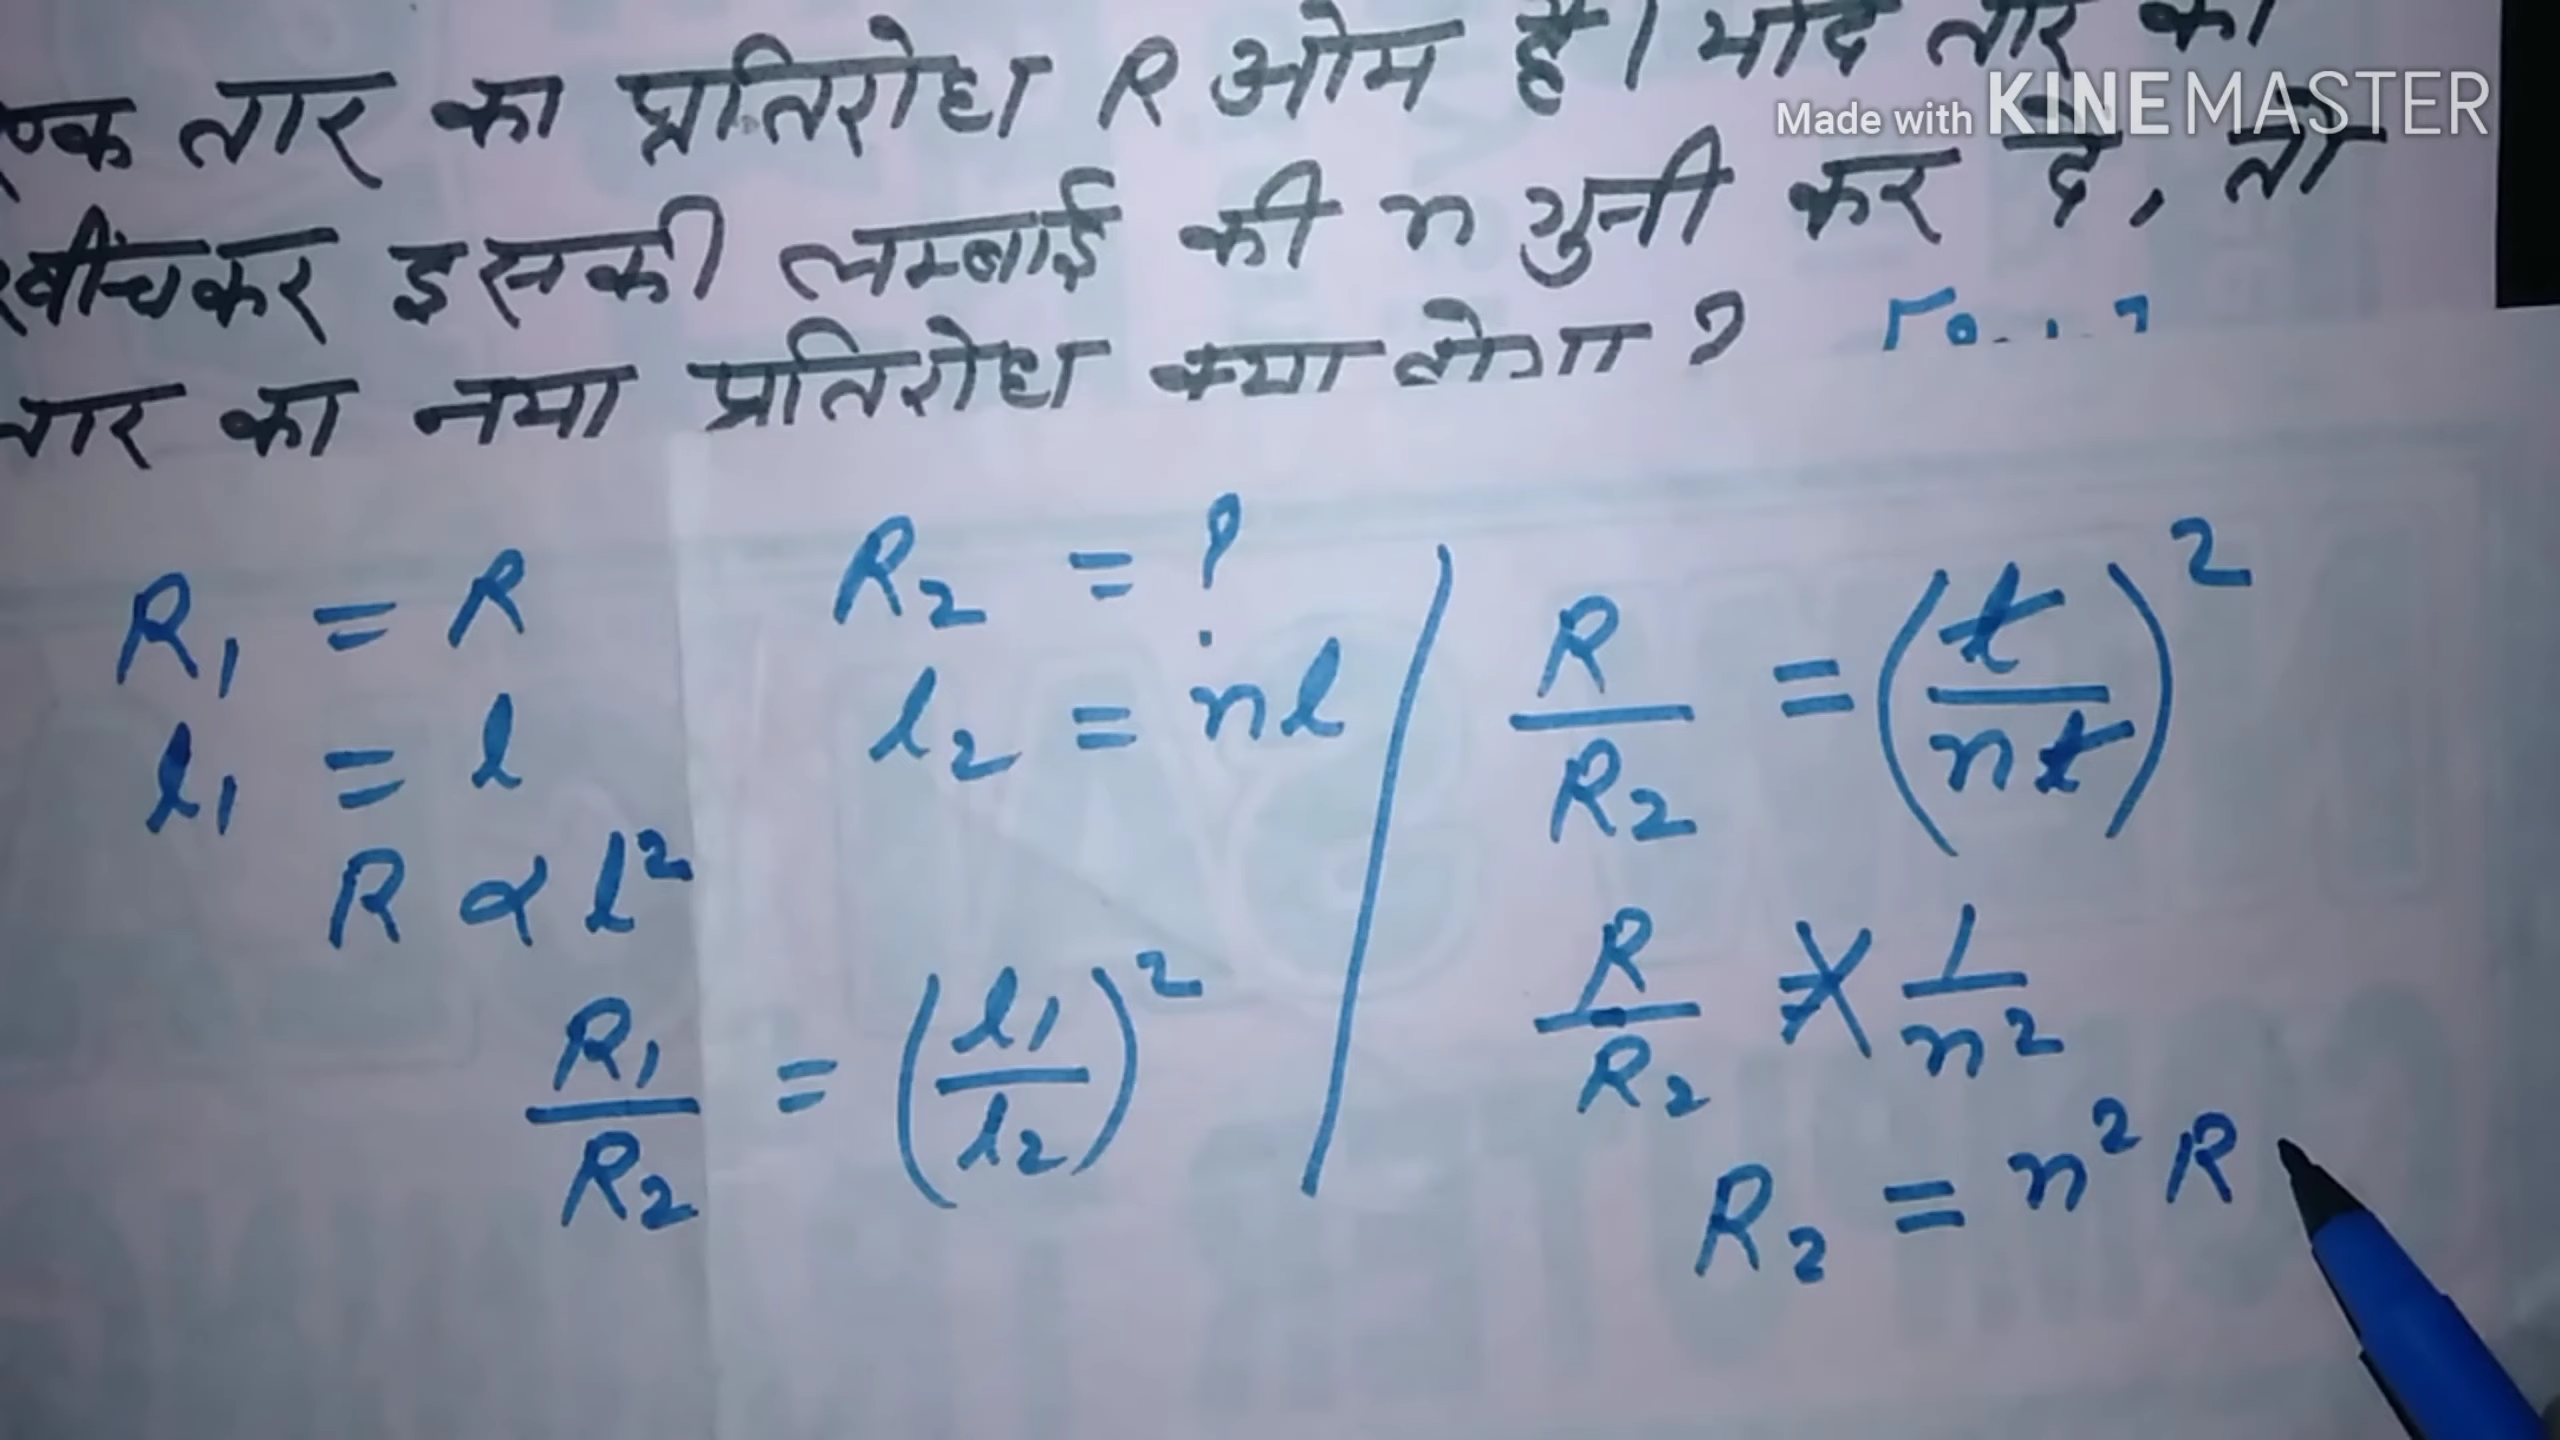 एक तार का प्रतिरोध R ओम है। यदि तार को
Made with KINEMASTER
खींचकर इसकी लम्बाई की n गुनी कर दे, तो
तार का नया प्रतिरोध क्या होगा ?
R₁ = R
R₂ = ?
l₁ = l
l₂ = nl
R ∝ l²
R₁/R₂ = (l₁/l₂)²
R/R₂ = (l/nl)²
R/R₂ = 1/n²
R₂ = n² R